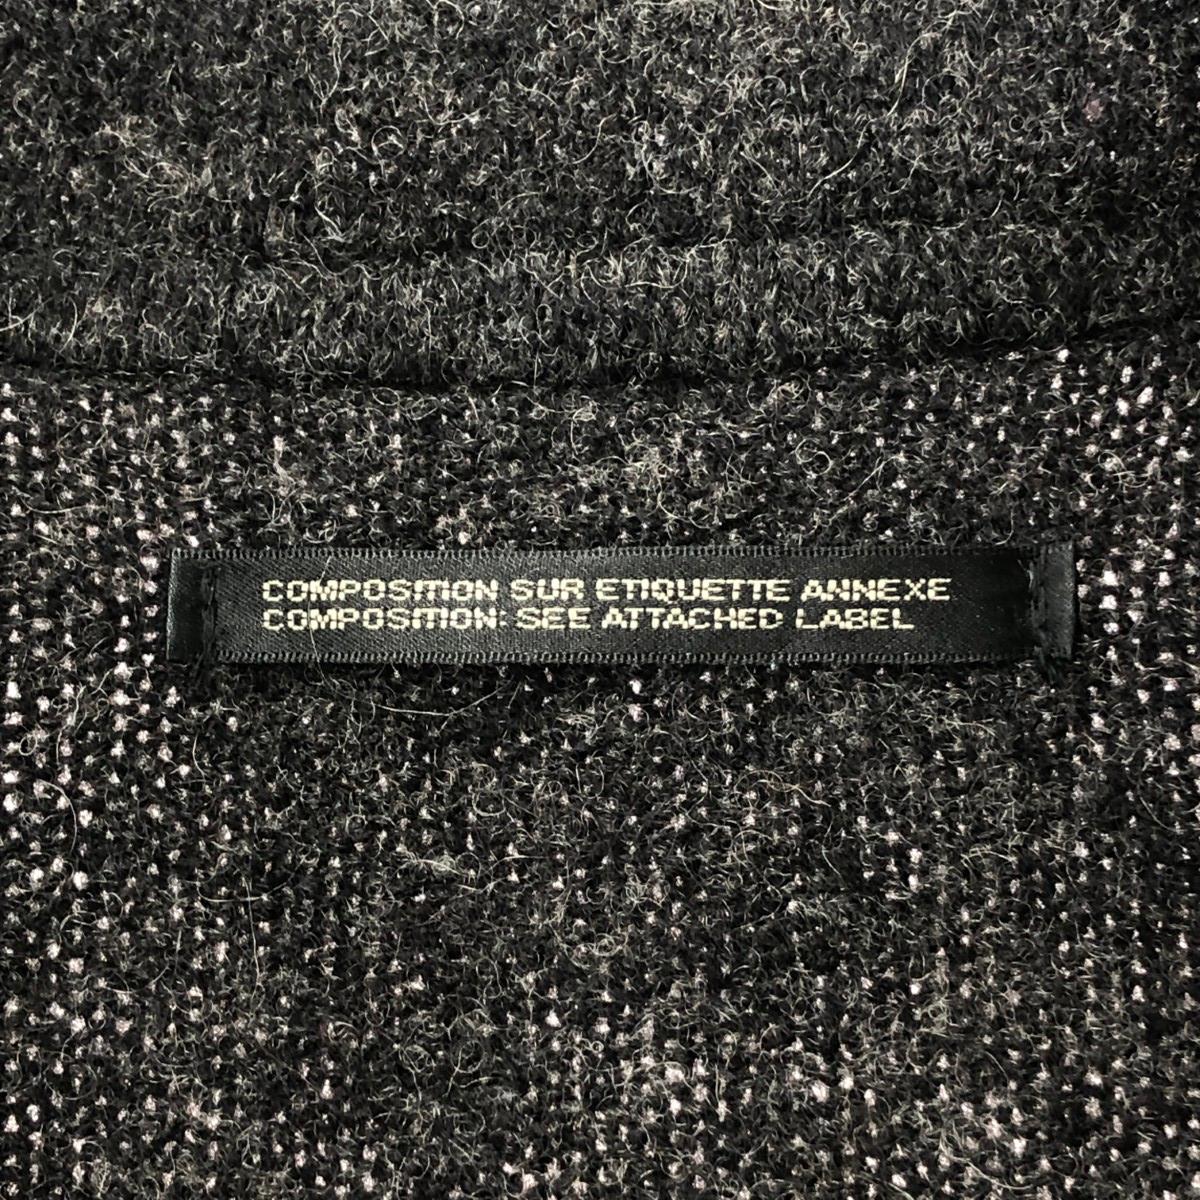 COMPOSITION SUR ETIQUETTE ANNEXE
COMPOSITION: SEE ATTACHED LABEL